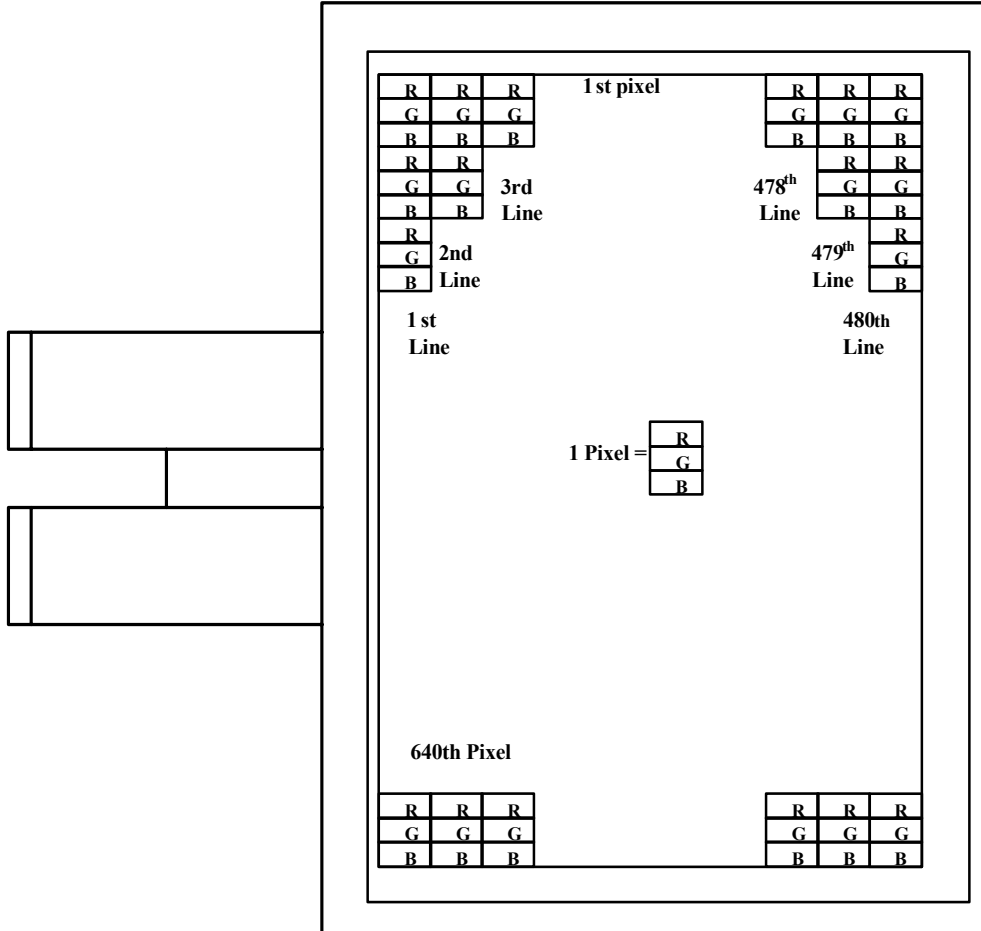 R R R 1 st pixel R R R
G G G G G G
B B B B B B
R R R R
G G 3rd 478th G G
B B Line Line B B
R R
G 2nd 479th G
B Line Line B
1 st 480th
Line Line
R
1 Pixel = G
B
640th Pixel
R R R R R R
G G G G G G
B B B B B B